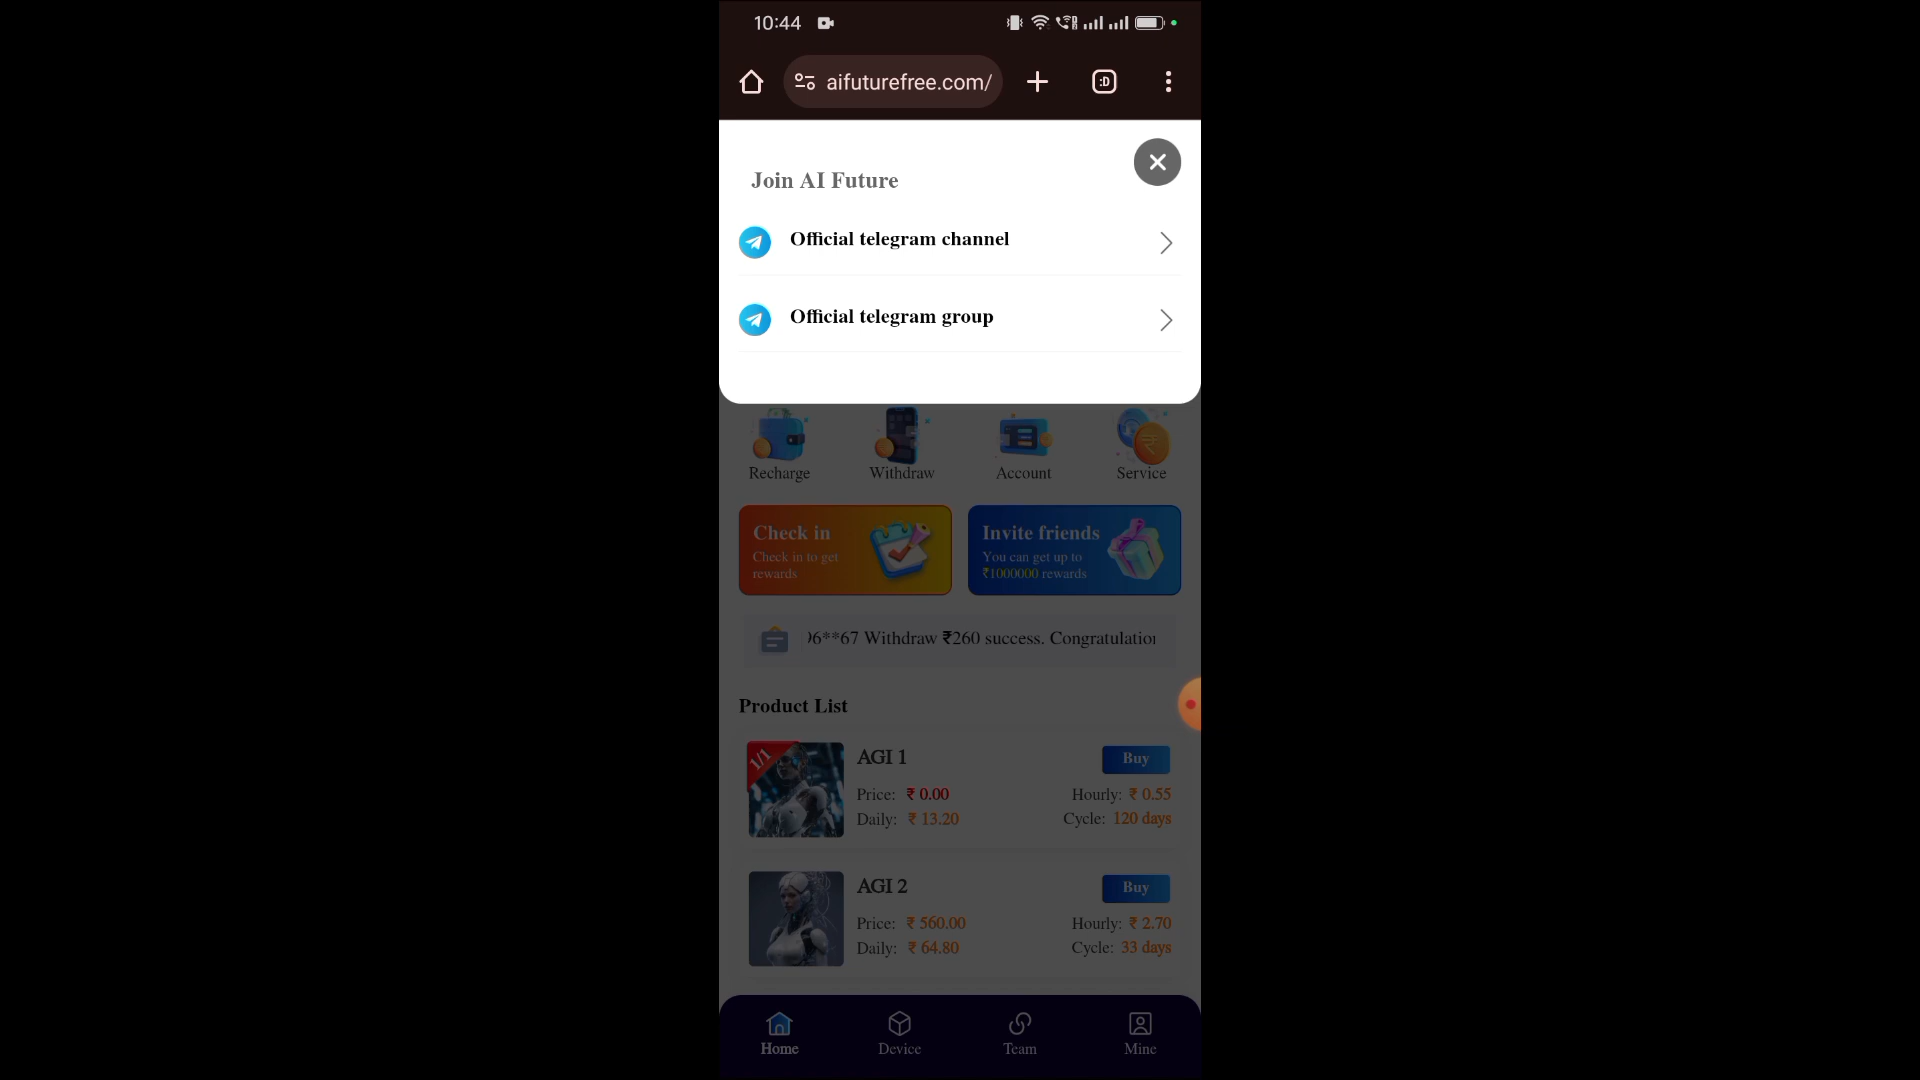 10:44
aifuturefree.com/
:D
Join AI Future
Official telegram channel
Official telegram group
Recharge Withdraw Account Service
Check in
Check in to get
rewards
Invite friends
You can get up to
₹1000000 rewards
6**67 Withdraw ₹260 success. Congratulation
Product List
1/1
AGI 1
Buy
Price: ₹ 0.00
Hourly: ₹ 0.55
Daily: ₹ 13.20
Cycle: 120 days
AGI 2
Buy
Price: ₹ 560.00
Hourly: ₹ 2.70
Daily: ₹ 64.80
Cycle: 33 days
Home Device Team Mine